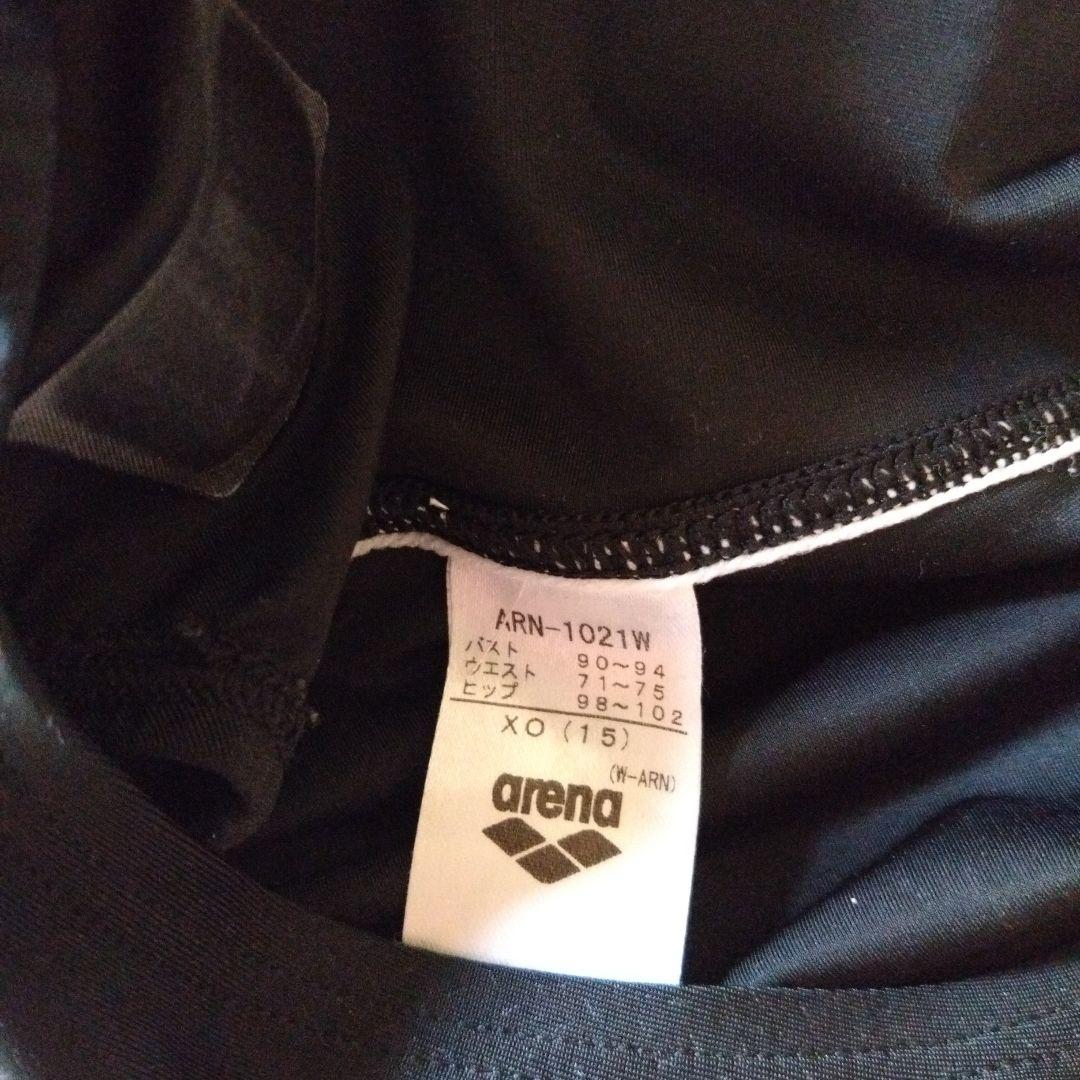 ARN-1021W
バスト 90～94
ウエスト 71～75
ヒップ 98～102
XO (15)
(W-ARN)
arena